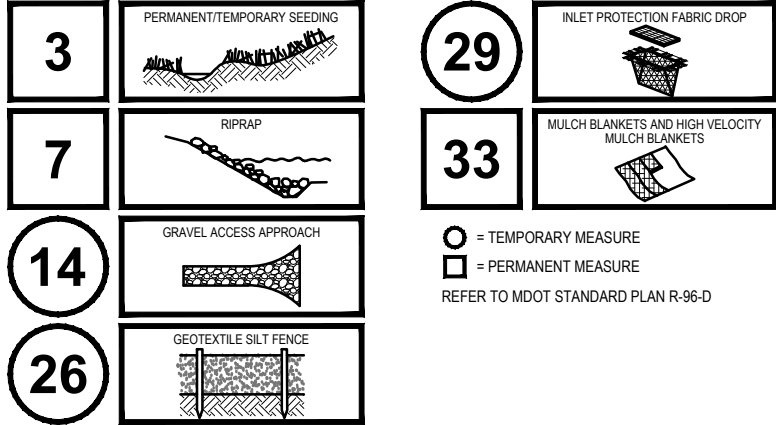 3
PERMANENT/TEMPORARY SEEDING
7
RIPRAP
14
GRAVEL ACCESS APPROACH
26
GEOTEXTILE SILT FENCE
29
INLET PROTECTION FABRIC DROP
33
MULCH BLANKETS AND HIGH VELOCITY
MULCH BLANKETS
= TEMPORARY MEASURE
= PERMANENT MEASURE
REFER TO MDOT STANDARD PLAN R-96-D